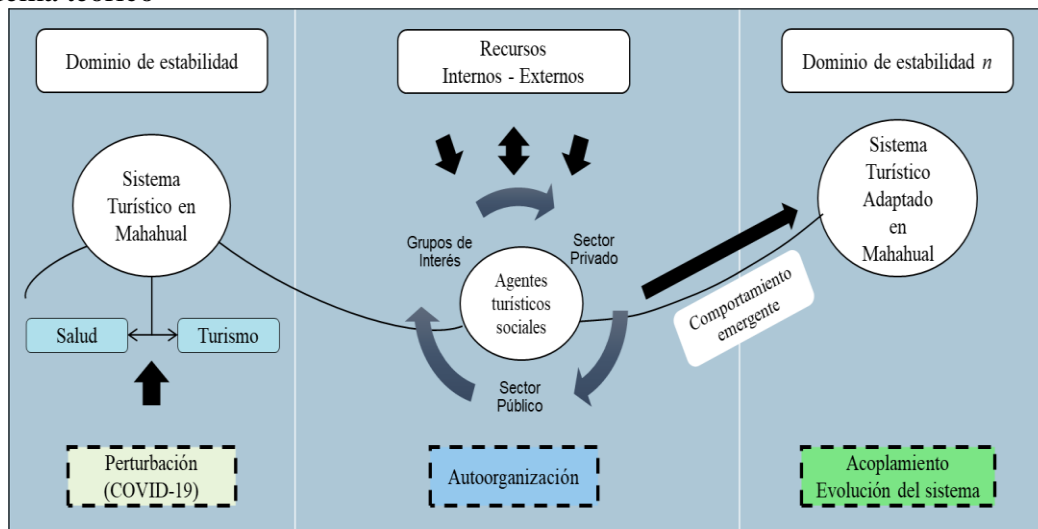 Dominio de estabilidad
Sistema
Turístico en
Mahahual
Salud
Turismo
Perturbación
(COVID-19)
Recursos
Internos - Externos
Grupos de
Interés
Sector
Privado
Agentes
turísticos
sociales
Sector
Público
Autoorganización
Comportamiento
emergente
Dominio de estabilidad n
Sistema
Turístico
Adaptado
en
Mahahual
Acoplamiento
Evolución del sistema